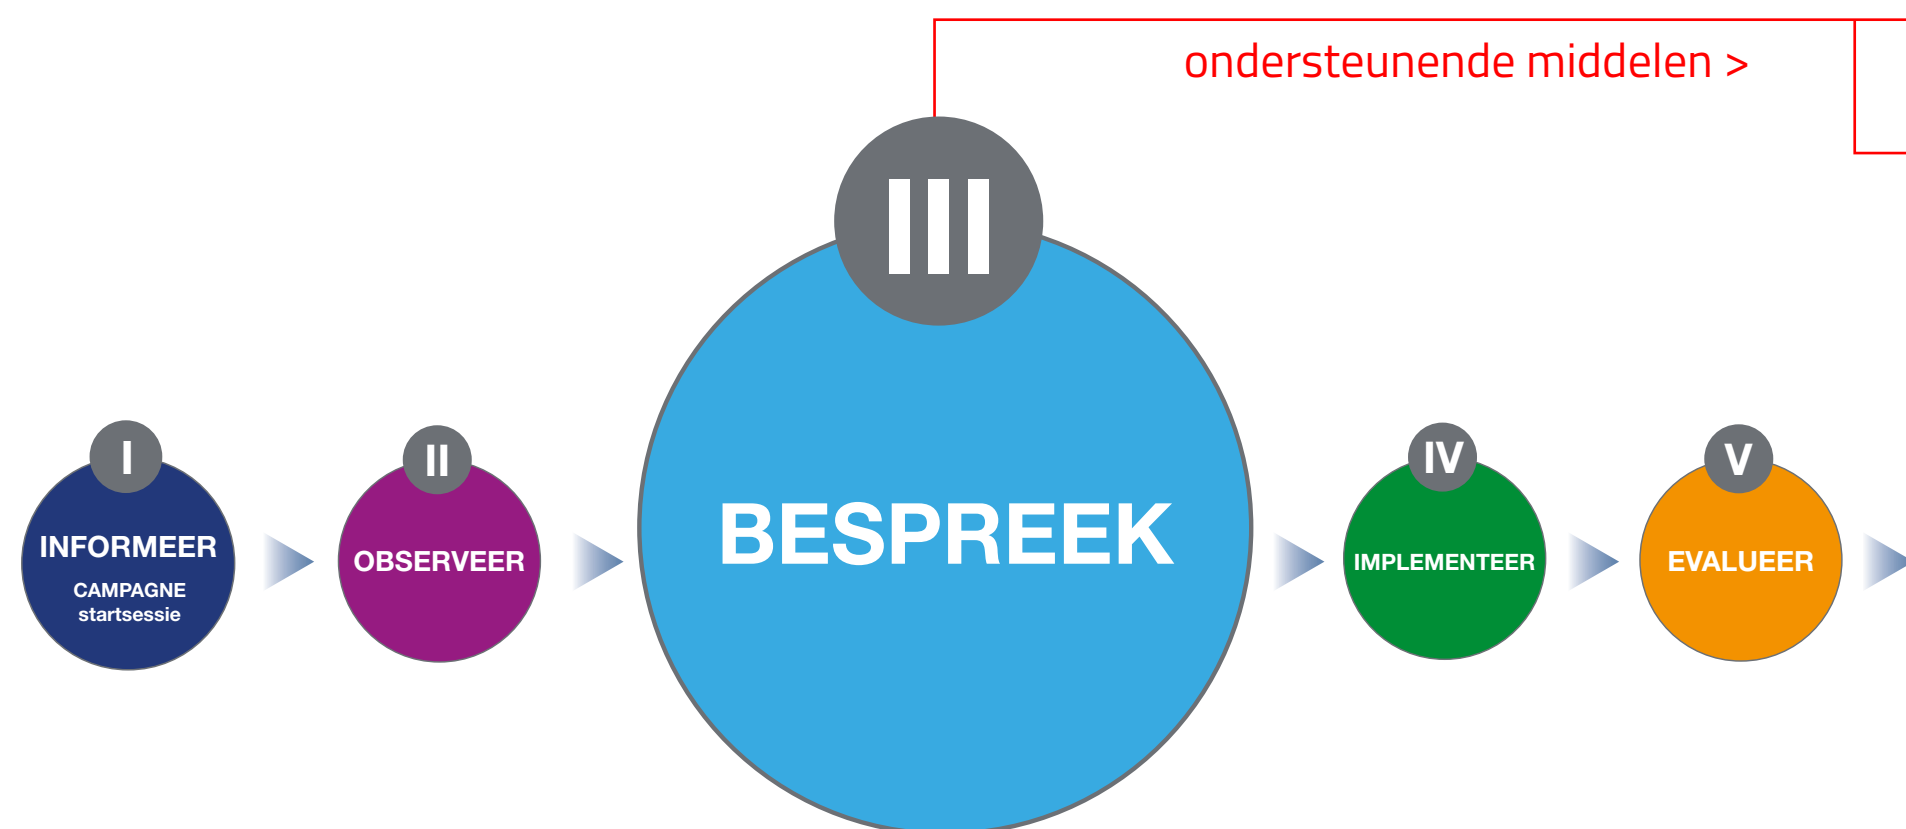 ondersteunende middelen >
I
INFORMEER
CAMPAGNE
startsessie
II
OBSERVEER
III
BESPREEK
IV
IMPLEMENTEER
V
EVALUEER